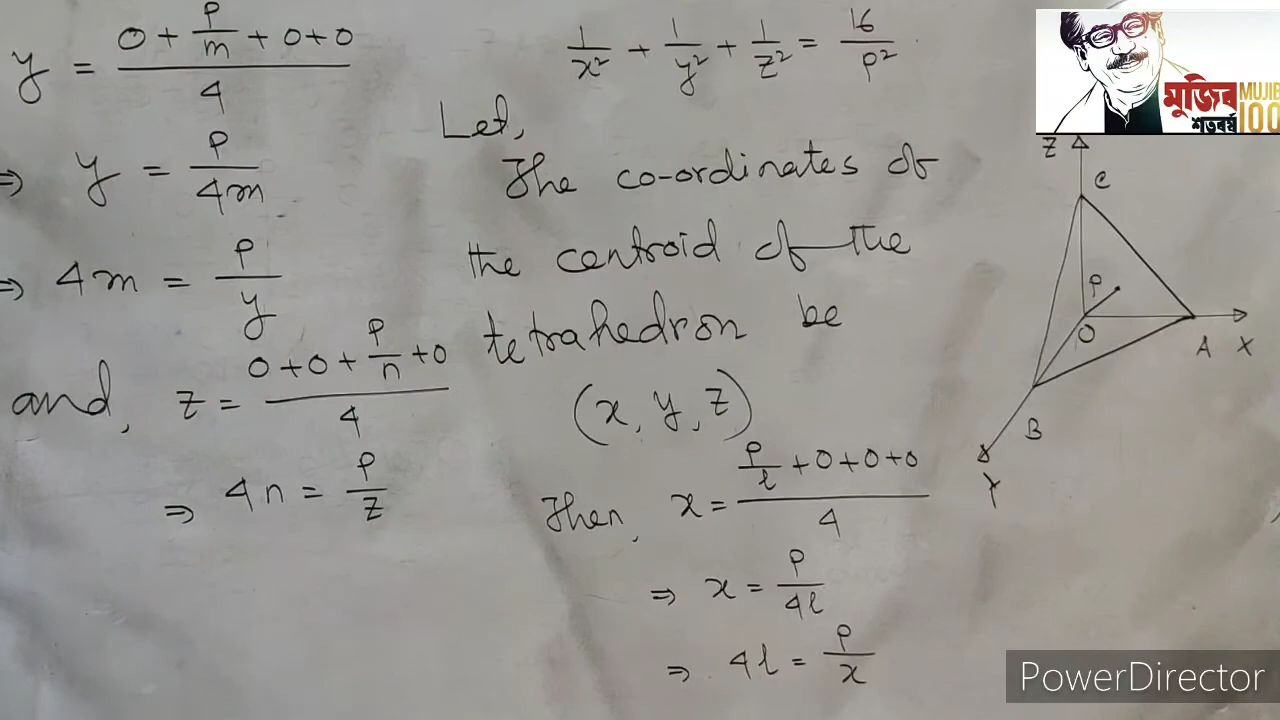 y = (0 + p/m + 0 + 0)/4
⇒ y = p/4m
⇒ 4m = p/y
and, z = (0 + 0 + p/n + 0)/4
⇒ 4n = p/z
1/x² + 1/y² + 1/z² = 16/p²
Let,
The co-ordinates of
the centroid of the
tetrahedron be
(x, y, z)
Then, x = (p/l + 0 + 0 + 0)/4
⇒ x = p/4l
⇒ 4l = p/x
মুজিব MUJIB
শতবর্ষ 100
Z
C
P
O
A X
B
Y
PowerDirector